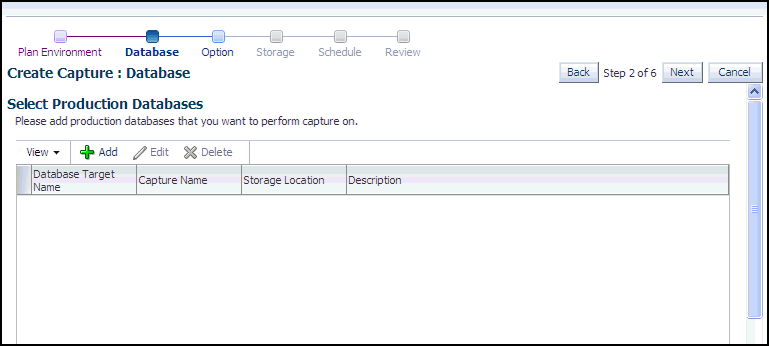 Plan Environment Database Option Storage Schedule Review
Create Capture : Database Back Step 2 of 6 Next Cancel
Select Production Databases
Please add production databases that you want to perform capture on.
View Add Edit Delete
Database Target Name Capture Name Storage Location Description